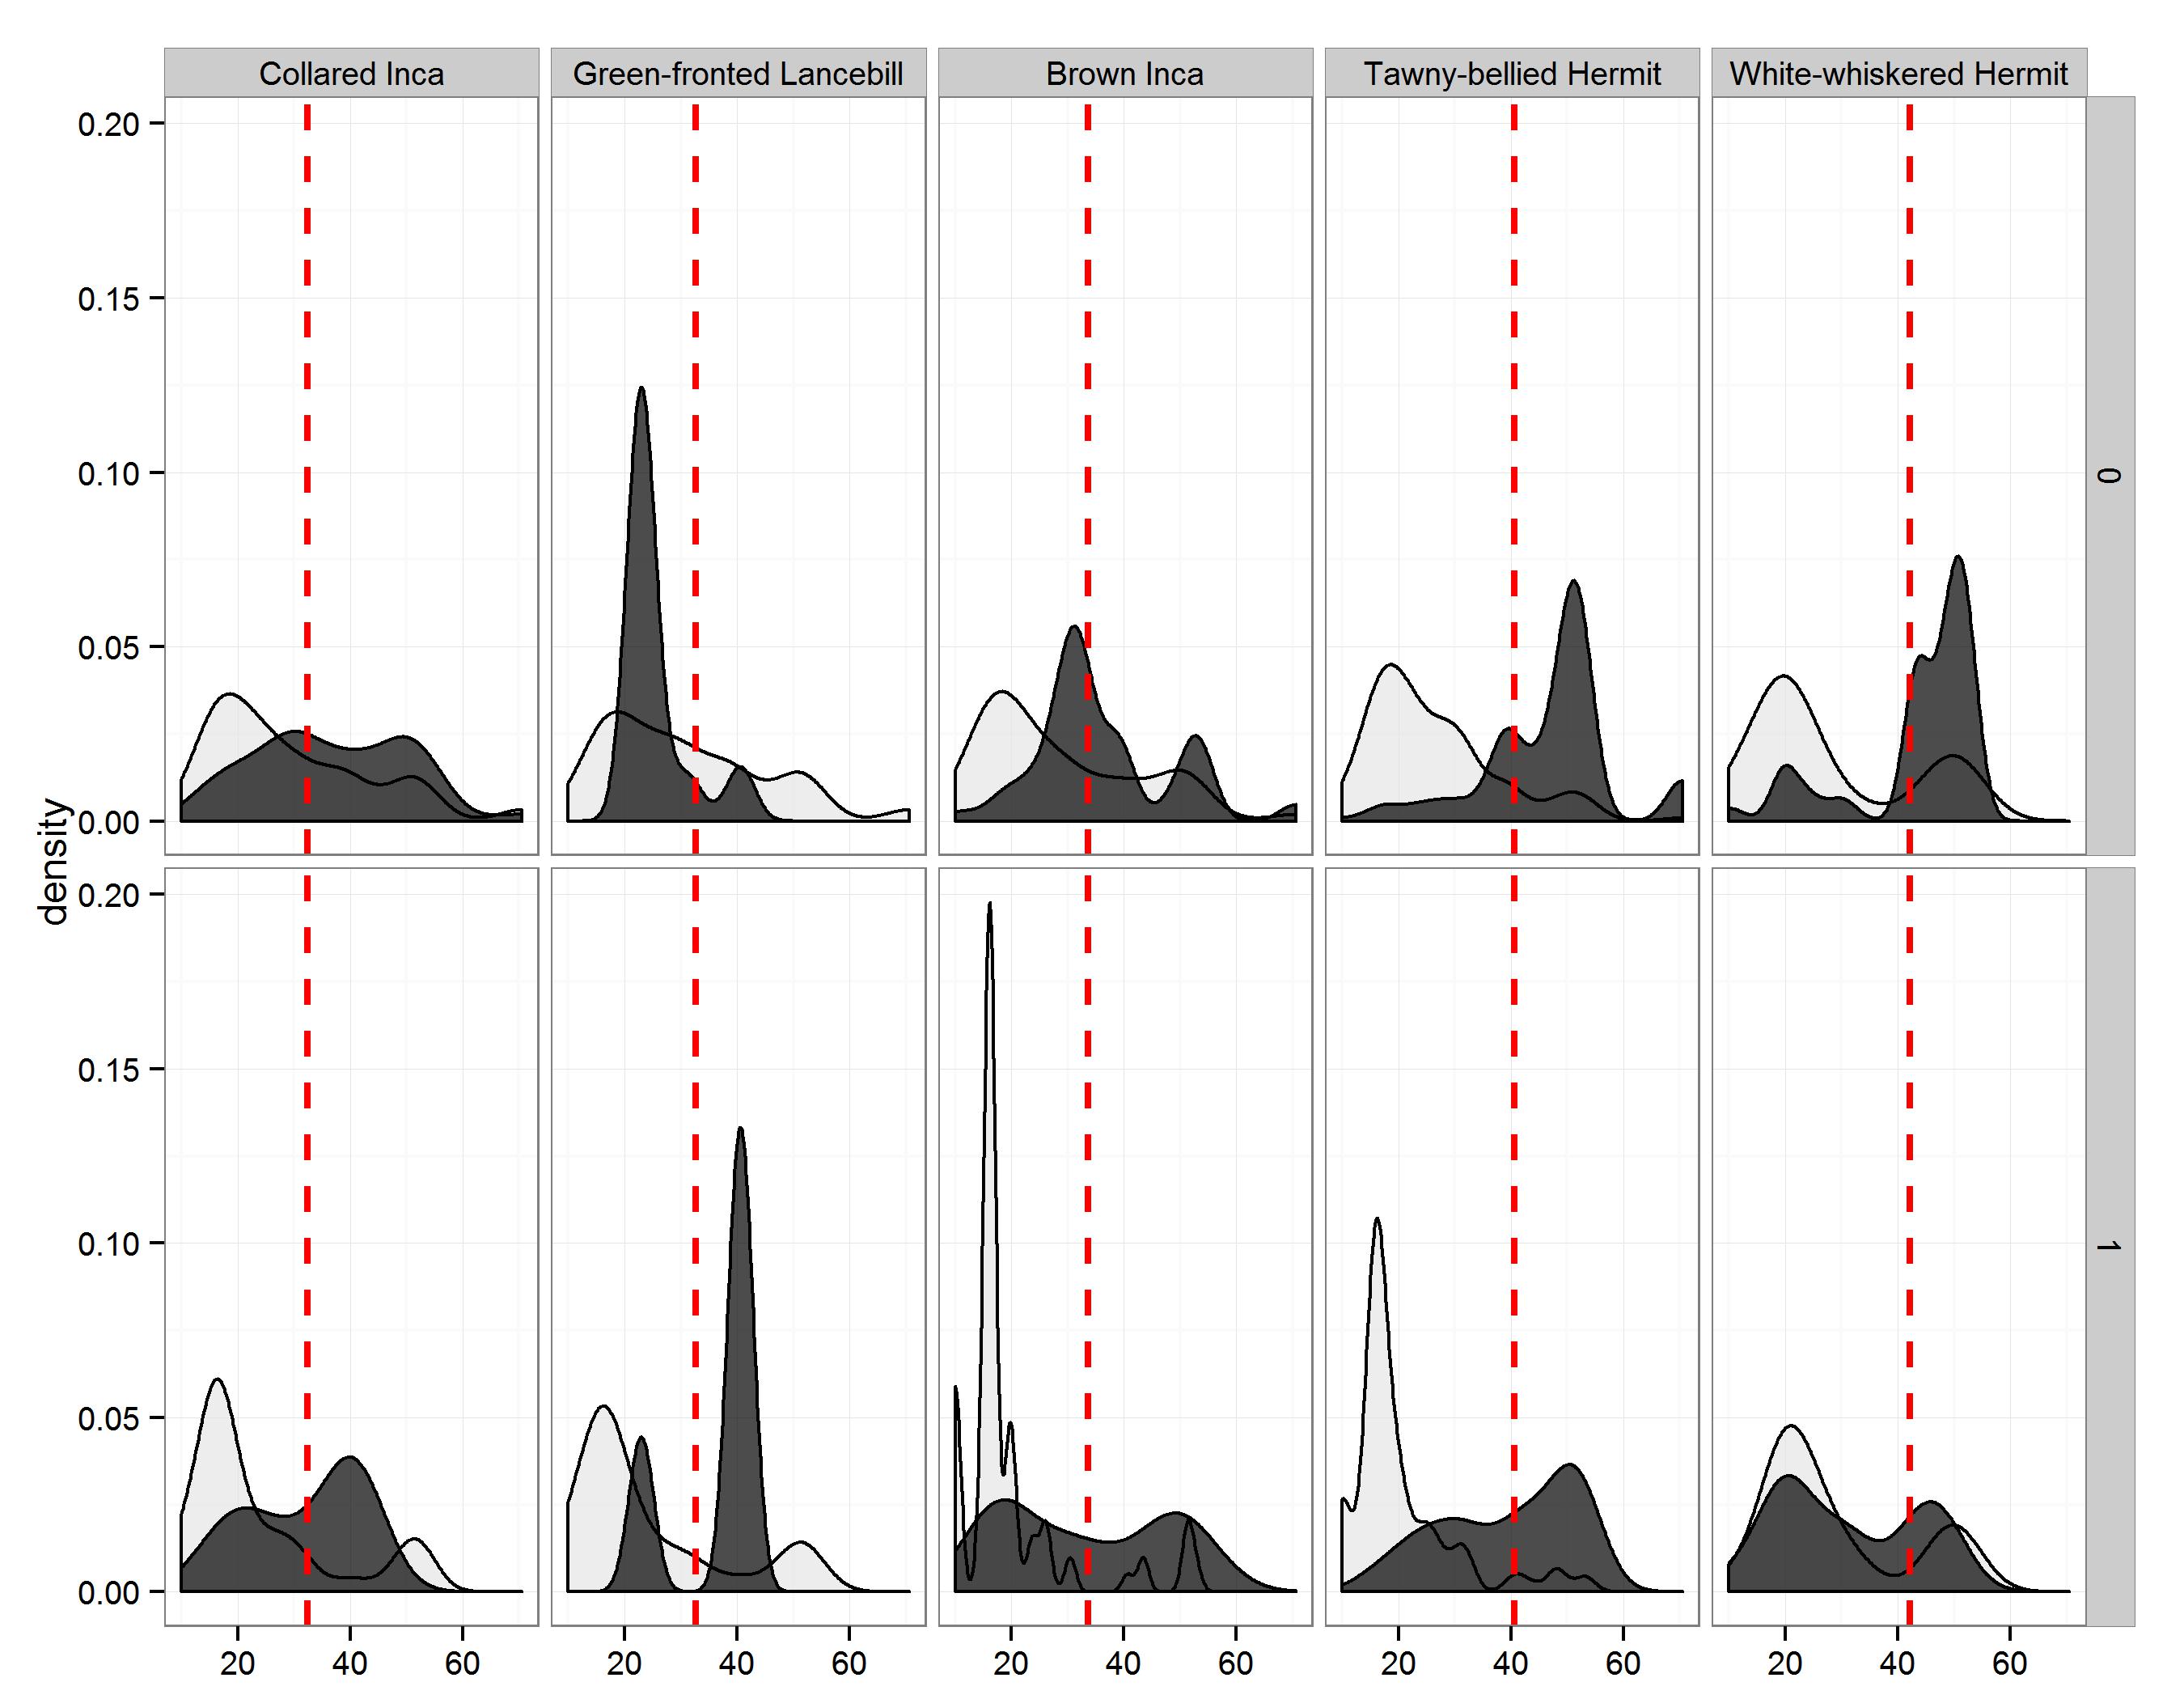 Collared Inca
Green-fronted Lancebill
Brown Inca
Tawny-bellied Hermit
White-whiskered Hermit
0.20
0.15
0.10
0.05
0.00
0
density
0.20
0.15
0.10
0.05
0.00
1
20 40 60
20 40 60
20 40 60
20 40 60
20 40 60